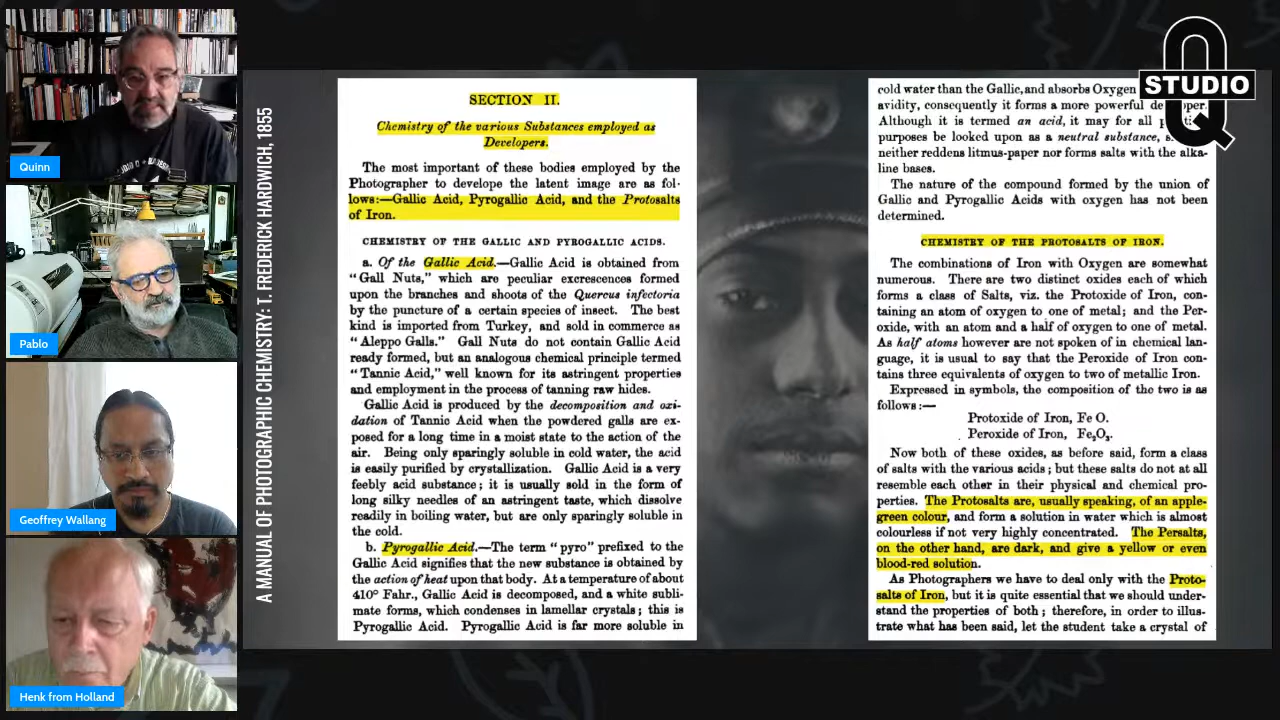 Quinn
Pablo
Geoffrey Wallang
Henk from Holland
A MANUAL OF PHOTOGRAPHIC CHEMISTRY: T. FREDERICK HARDWICH, 1855
SECTION II.
Chemistry of the various Substances employed as
Developers.
The most important of these bodies employed by the
Photographer to develope the latent image are as fol-
lows:—Gallic Acid, Pyrogallic Acid, and the Protosalts
of Iron.
CHEMISTRY OF THE GALLIC AND PYROGALLIC ACIDS.
a. Of the Gallic Acid.—Gallic Acid is obtained from
"Gall Nuts," which are peculiar excrescences formed
upon the branches and shoots of the Quercus infectoria
by the puncture of a certain species of insect. The best
kind is imported from Turkey, and sold in commerce as
"Aleppo Galls." Gall Nuts do not contain Gallic Acid
ready formed, but an analogous chemical principle termed
"Tannic Acid," well known for its astringent properties
and employment in the process of tanning raw hides.
Gallic Acid is produced by the decomposition and oxi-
dation of Tannic Acid when the powdered galls are ex-
posed for a long time in a moist state to the action of the
air. Being only sparingly soluble in cold water, the acid
is easily purified by crystallization. Gallic Acid is a very
feebly acid substance; it is usually sold in the form of
long silky needles of an astringent taste, which dissolve
readily in boiling water, but are only sparingly soluble in
the cold.
b. Pyrogallic Acid.—The term "pyro" prefixed to the
Gallic Acid signifies that the new substance is obtained by
the action of heat upon that body. At a temperature of about
410° Fahr., Gallic Acid is decomposed, and a white subli-
mate forms, which condenses in lamellar crystals; this is
Pyrogallic Acid. Pyrogallic Acid is far more soluble in
cold water than the Gallic, and absorbs Oxygen
avidity, consequently it forms a more powerful
Although it is termed an acid, it may for all
purposes be looked upon as a neutral substance,
neither reddens litmus-paper nor forms salts with the alka-
line bases.
The nature of the compound formed by the union of
Gallic and Pyrogallic Acids with oxygen has not been
determined.
CHEMISTRY OF THE PROTOSALTS OF IRON.
The combinations of Iron with Oxygen are somewhat
numerous. There are two distinct oxides each of which
forms a class of Salts, viz. the Protoxide of Iron, con-
taining an atom of oxygen to one of metal; and the Per-
oxide, with an atom and a half of oxygen to one of metal.
As half atoms however are not spoken of in chemical lan-
guage, it is usual to say that the Peroxide of Iron con-
tains three equivalents of oxygen to two of metallic Iron.
Expressed in symbols, the composition of the two is as
follows:—
Protoxide of Iron, Fe O.
Peroxide of Iron, Fe₂O₃.
Now both of these oxides, as before said, form a class
of salts with the various acids; but these salts do not at all
resemble each other in their physical and chemical pro-
perties. The Protosalts are, usually speaking, of an apple-
green colour, and form a solution in water which is almost
colourless if not very highly concentrated. The Persalts,
on the other hand, are dark, and give a yellow or even
blood-red solution.
As Photographers we have to deal only with the Proto-
salts of Iron, but it is quite essential that we should under-
stand the properties of both; therefore, in order to illus-
trate what has been said, let the student take a crystal of
STUDIO
Q